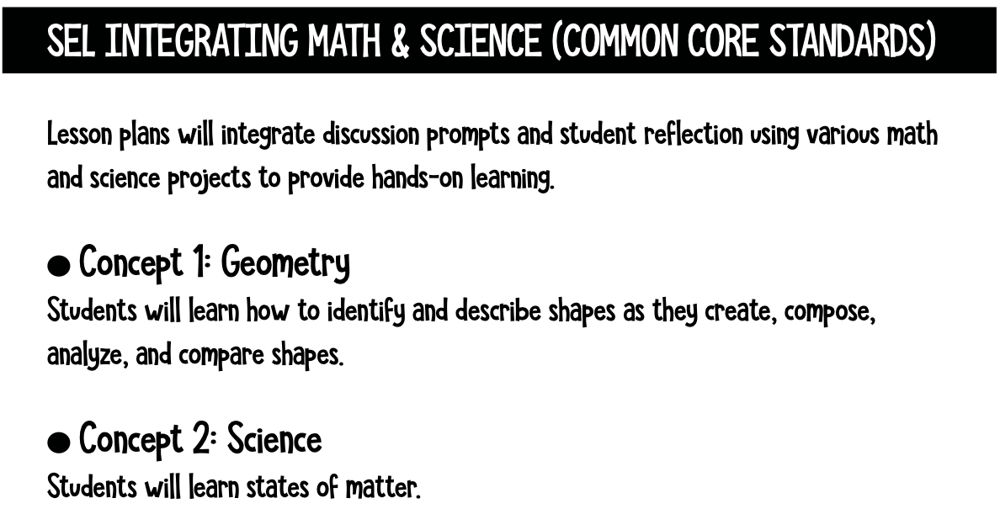 SEL INTEGRATING MATH & SCIENCE (COMMON CORE STANDARDS)
Lesson plans will integrate discussion prompts and student reflection using various math
and science projects to provide hands-on learning.
● Concept 1: Geometry
Students will learn how to identify and describe shapes as they create, compose,
analyze, and compare shapes.
● Concept 2: Science
Students will learn states of matter.